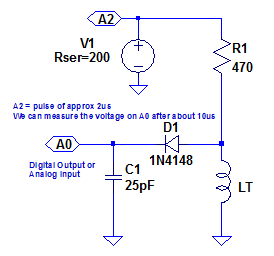 A2
V1
Rser=200
R1
470
A2 = pulse of approx 2us
We can measure the voltage on A0 after about 10us
A0
D1
1N4148
Digital Output or
Analog Input
C1
25pF
LT